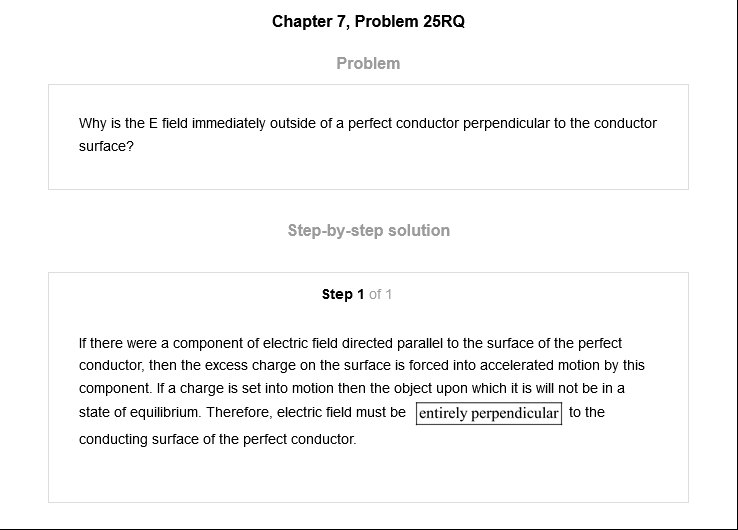 Chapter 7, Problem 25RQ
Problem
Why is the E field immediately outside of a perfect conductor perpendicular to the conductor
surface?
Step-by-step solution
Step 1 of 1
If there were a component of electric field directed parallel to the surface of the perfect
conductor, then the excess charge on the surface is forced into accelerated motion by this
component. If a charge is set into motion then the object upon which it is will not be in a
state of equilibrium. Therefore, electric field must be entirely perpendicular to the
conducting surface of the perfect conductor.